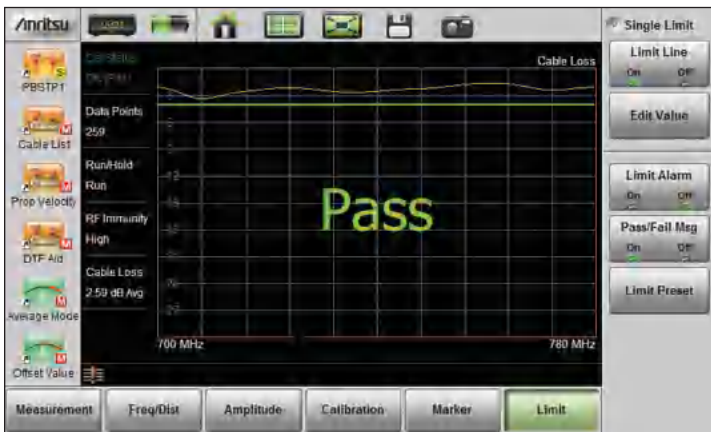 Anritsu
Single Limit
PBSTP1
Cable List
Prop Velocity
DTF Aid
Average Mode
Offset Value
Data Points
259
Run/Hold
Run
RF Immunity
High
Cable Loss
2.59 dB Avg
Cable Loss
Pass
700 MHz
780 MHz
Limit Line
On Off
Edit Value
Limit Alarm
On Off
Pass/Fail Msg
On Off
Limit Preset
Measurement
Freq/Dist
Amplitude
Calibration
Marker
Limit